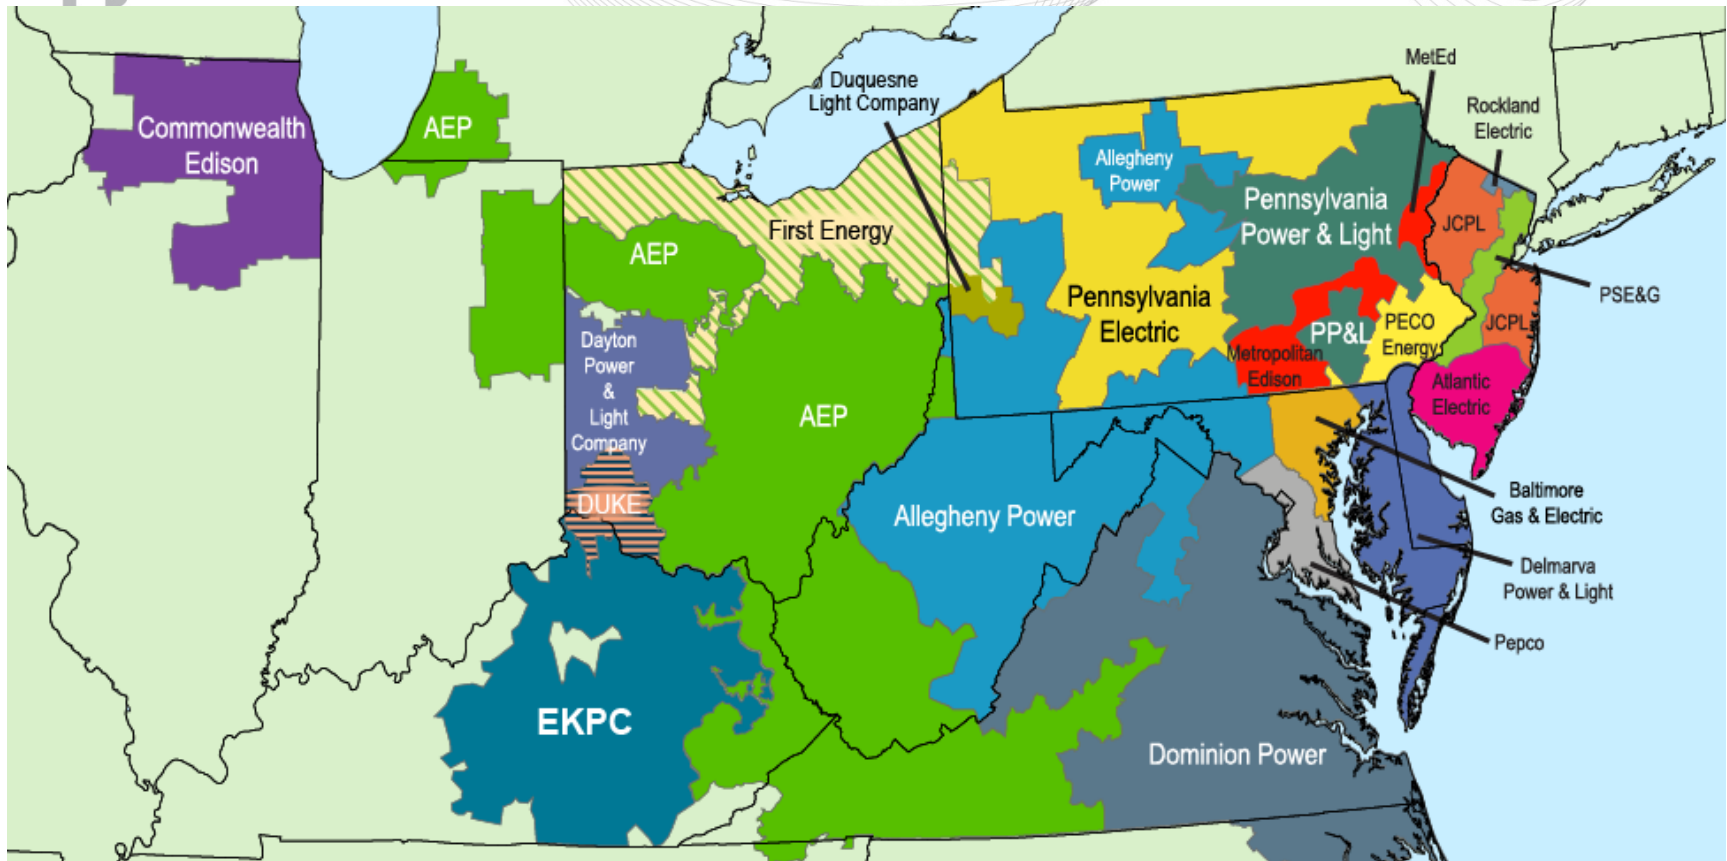 Commonwealth
Edison
AEP
Duquesne
Light Company
MetEd
Rockland
Electric
Allegheny
Power
Pennsylvania
Power & Light
JCPL
First Energy
AEP
PSE&G
Pennsylvania
Electric
JCPL
PP&L
PECO
Energy
Dayton
Power
&
Light
Company
Metropolitan
Edison
Atlantic
Electric
AEP
DUKE
Allegheny Power
Baltimore
Gas & Electric
Delmarva
Power & Light
Pepco
EKPC
Dominion Power